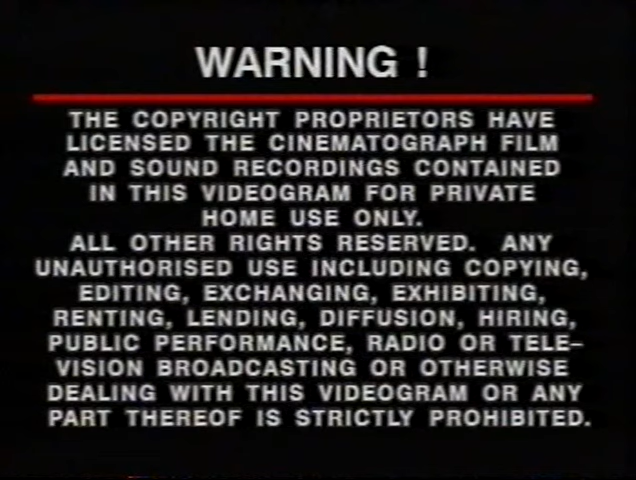 WARNING !
THE COPYRIGHT PROPRIETORS HAVE
LICENSED THE CINEMATOGRAPH FILM
AND SOUND RECORDINGS CONTAINED
IN THIS VIDEOGRAM FOR PRIVATE
HOME USE ONLY.
ALL OTHER RIGHTS RESERVED. ANY
UNAUTHORISED USE INCLUDING COPYING,
EDITING, EXCHANGING, EXHIBITING,
RENTING, LENDING, DIFFUSION, HIRING,
PUBLIC PERFORMANCE, RADIO OR TELE-
VISION BROADCASTING OR OTHERWISE
DEALING WITH THIS VIDEOGRAM OR ANY
PART THEREOF IS STRICTLY PROHIBITED.